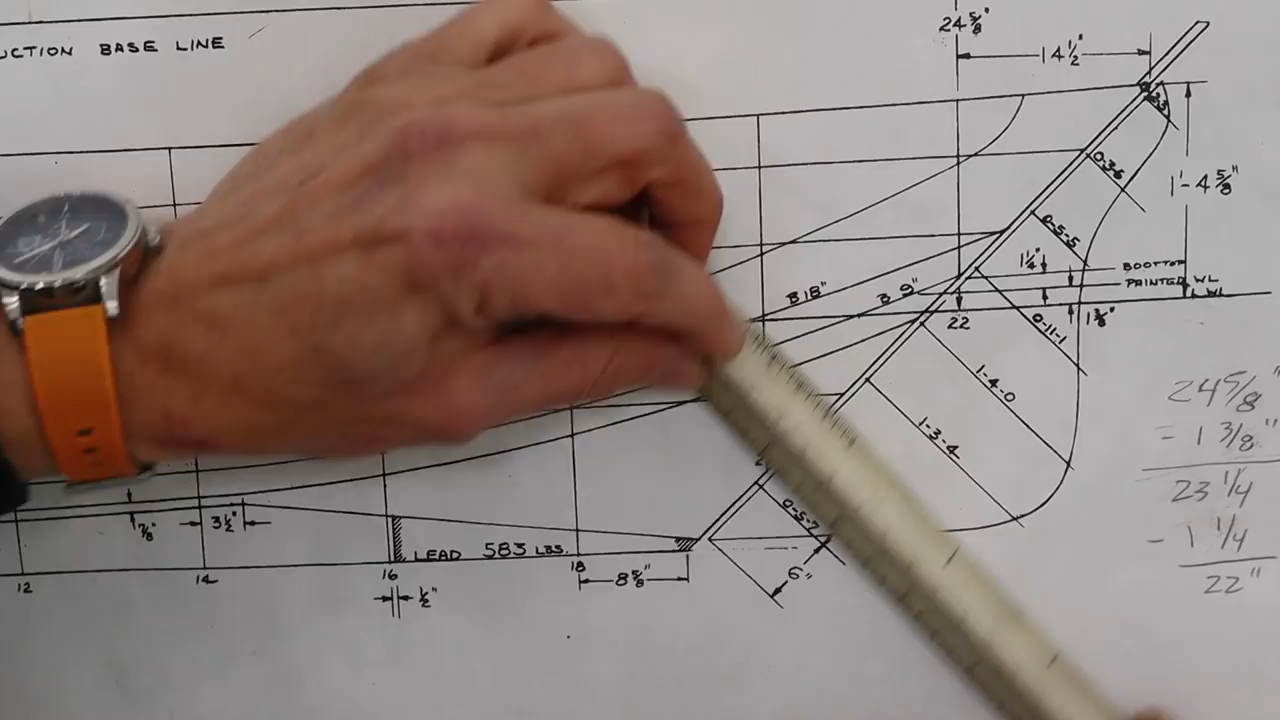 UCTION BASE LINE
24 5/8"
14 1/2"
0-3-6
1'-4 5/8"
0-5-5
1 1/4"
BOOTTOP
PAINTED WL
LWL
B 18"
B 9"
22
1 3/8"
0-11-1
1-4-0
1-3-4
0-5-7
24 5/8"
- 1 3/8"
23 1/4
- 1 1/4
22"
7/8"
3 1/2"
LEAD 583 LBS.
6"
12
14
16
18
8 5/8"
1/2"